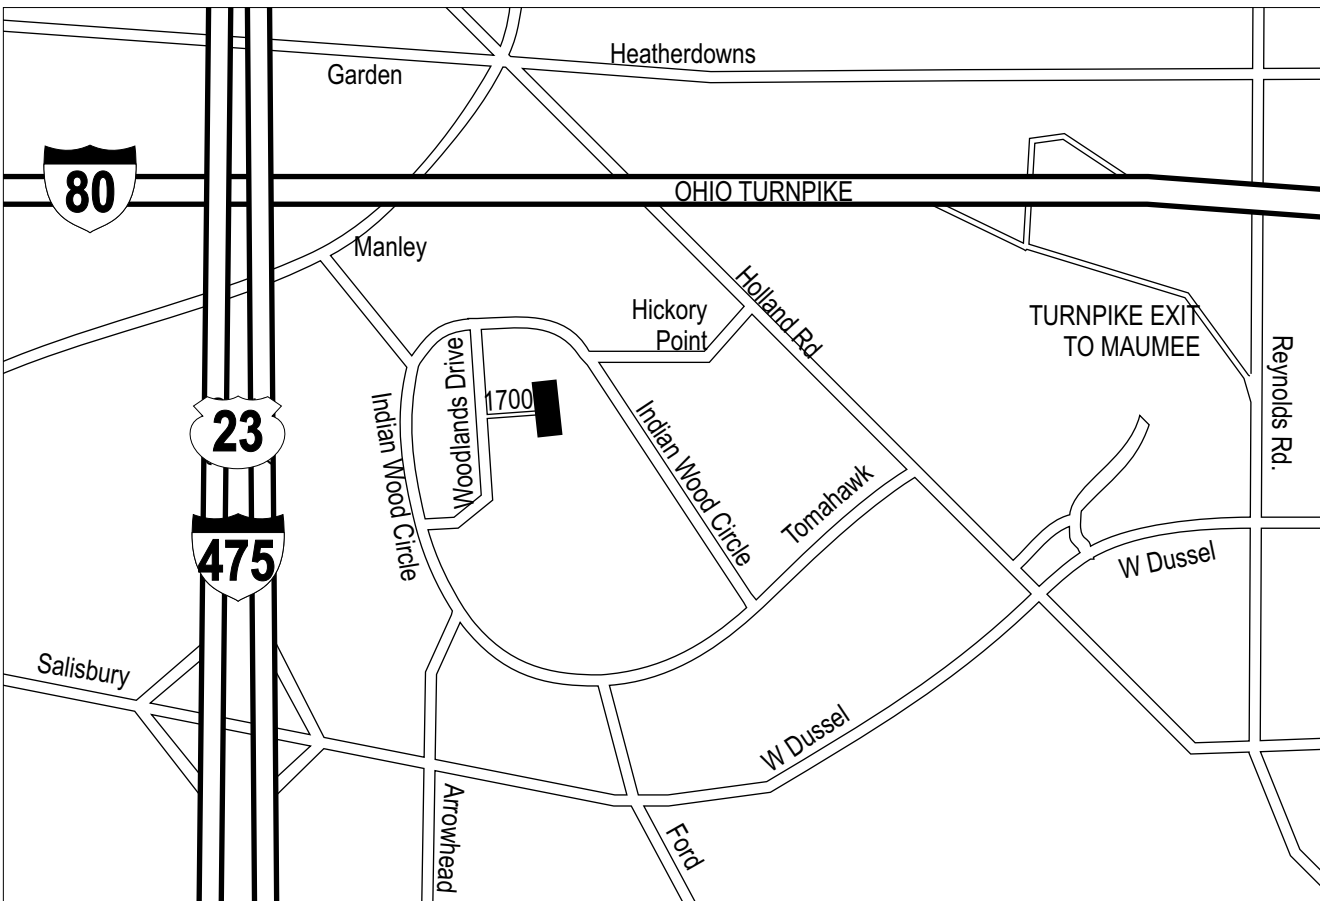 Heatherdowns
Garden
80
OHIO TURNPIKE
Manley
Holland Rd
Hickory
Point
TURNPIKE EXIT
TO MAUMEE
Reynolds Rd.
Woodlands Drive
1700
Indian Wood Circle
Indian Wood Circle
23
Tomahawk
475
W Dussel
Salisbury
W Dussel
Arrowhead
Ford